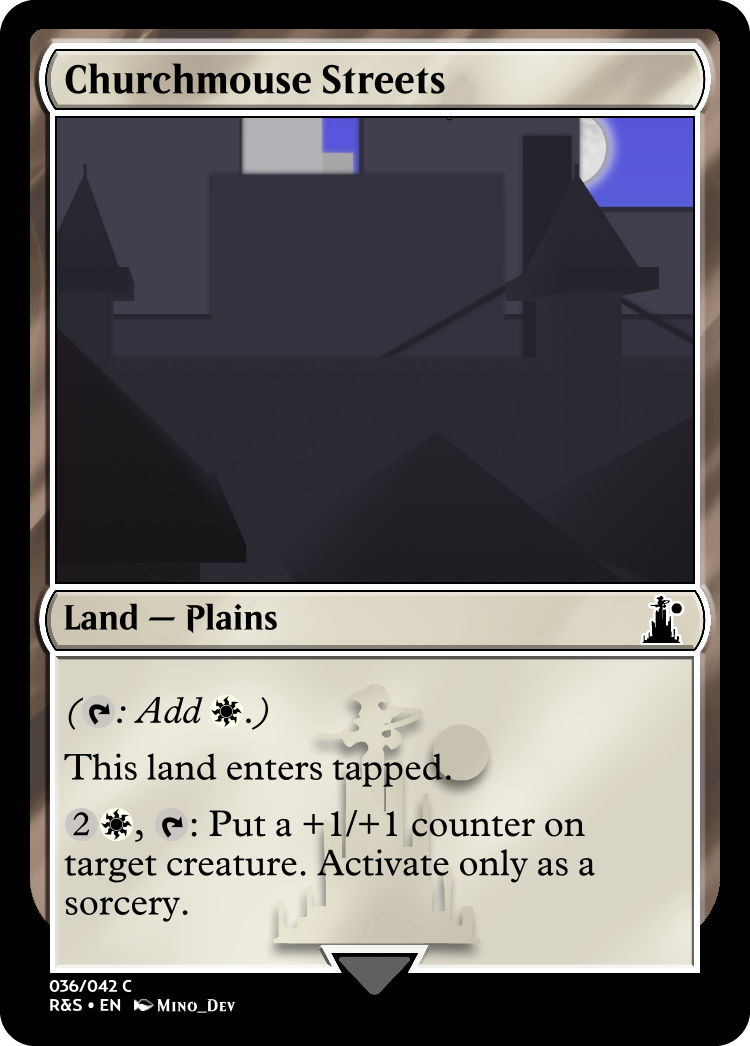 Churchmouse Streets
Land — Plains
(: Add .)
This land enters tapped.
2, : Put a +1/+1 counter on
target creature. Activate only as a
sorcery.
036/042 C
R&S • EN Mino_Dev